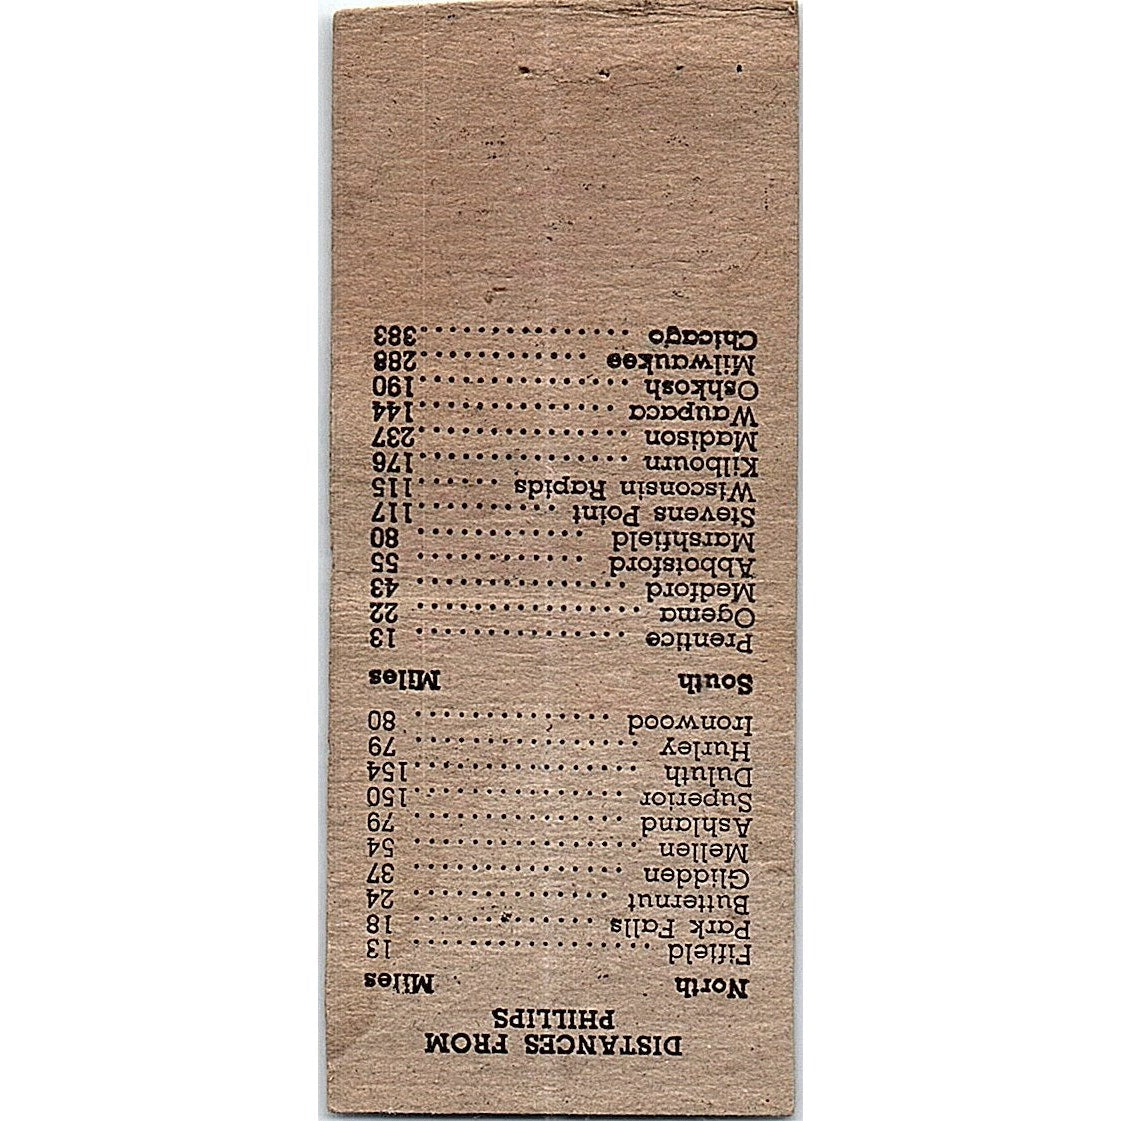 DISTANCES FROM
PHILLIPS
North Miles
Fifield ................ 13
Park Falls ............. 18
Butternut .............. 24
Glidden ............... 37
Mellen ................ 54
Ashland ............... 79
Superior ..............150
Duluth ................154
Hurley ................ 79
Ironwood .............. 80
South Miles
Prentice ............... 13
Ogema ................ 22
Medford ............... 43
Abbotsford ............ 55
Marshfield ............ 80
Stevens Point ..........117
Wisconsin Rapids ......115
Kilbourn ..............176
Madison ...............237
Waupaca ..............144
Oshkosh ...............190
Milwaukee ............288
Chicago ...............383